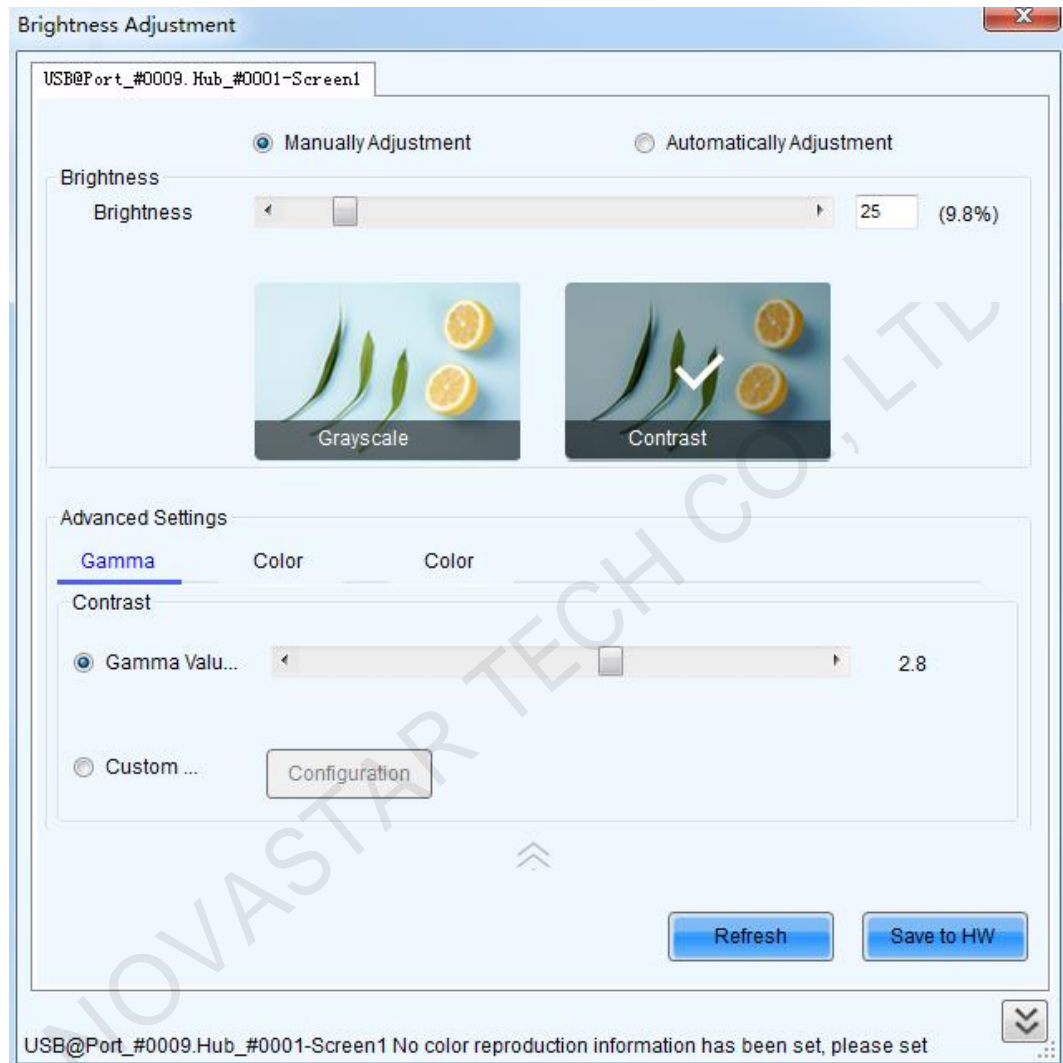 Brightness Adjustment
USB@Port_#0009.Hub_#0001-Screen1
Manually Adjustment Automatically Adjustment
Brightness
Brightness 25 (9.8%)
Grayscale Contrast
Advanced Settings
Gamma Color Color
Contrast
Gamma Valu... 2.8
Custom ... Configuration
Refresh Save to HW
USB@Port_#0009.Hub_#0001-Screen1 No color reproduction information has been set, please set
NOVASTAR TECH CO., LTD